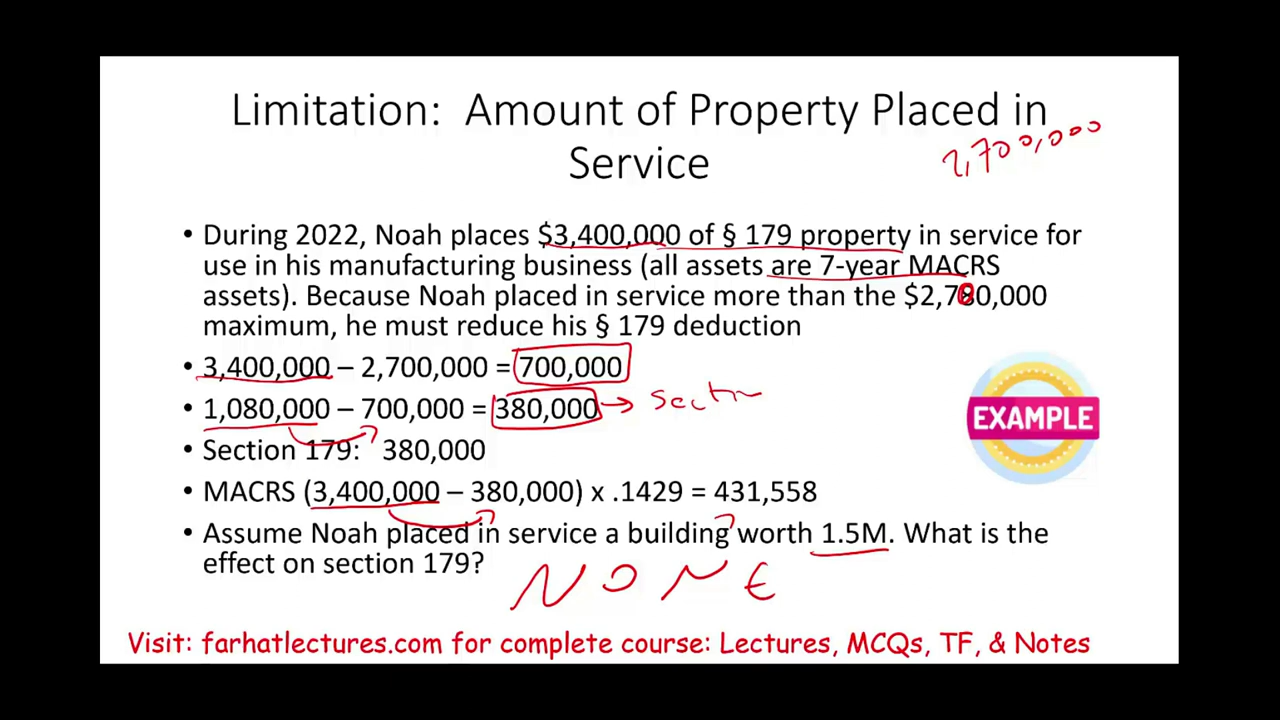 Limitation: Amount of Property Placed in
Service
2,700,000
• During 2022, Noah places $3,400,000 of § 179 property in service for
use in his manufacturing business (all assets are 7-year MACRS
assets). Because Noah placed in service more than the $2,780,000
maximum, he must reduce his § 179 deduction
• 3,400,000 – 2,700,000 = 700,000
• 1,080,000 – 700,000 = 380,000 → Section
EXAMPLE
• Section 179: 380,000
• MACRS (3,400,000 – 380,000) x .1429 = 431,558
• Assume Noah placed in service a building worth 1.5M. What is the
effect on section 179?
NONE
Visit: farhatlectures.com for complete course: Lectures, MCQs, TF, & Notes